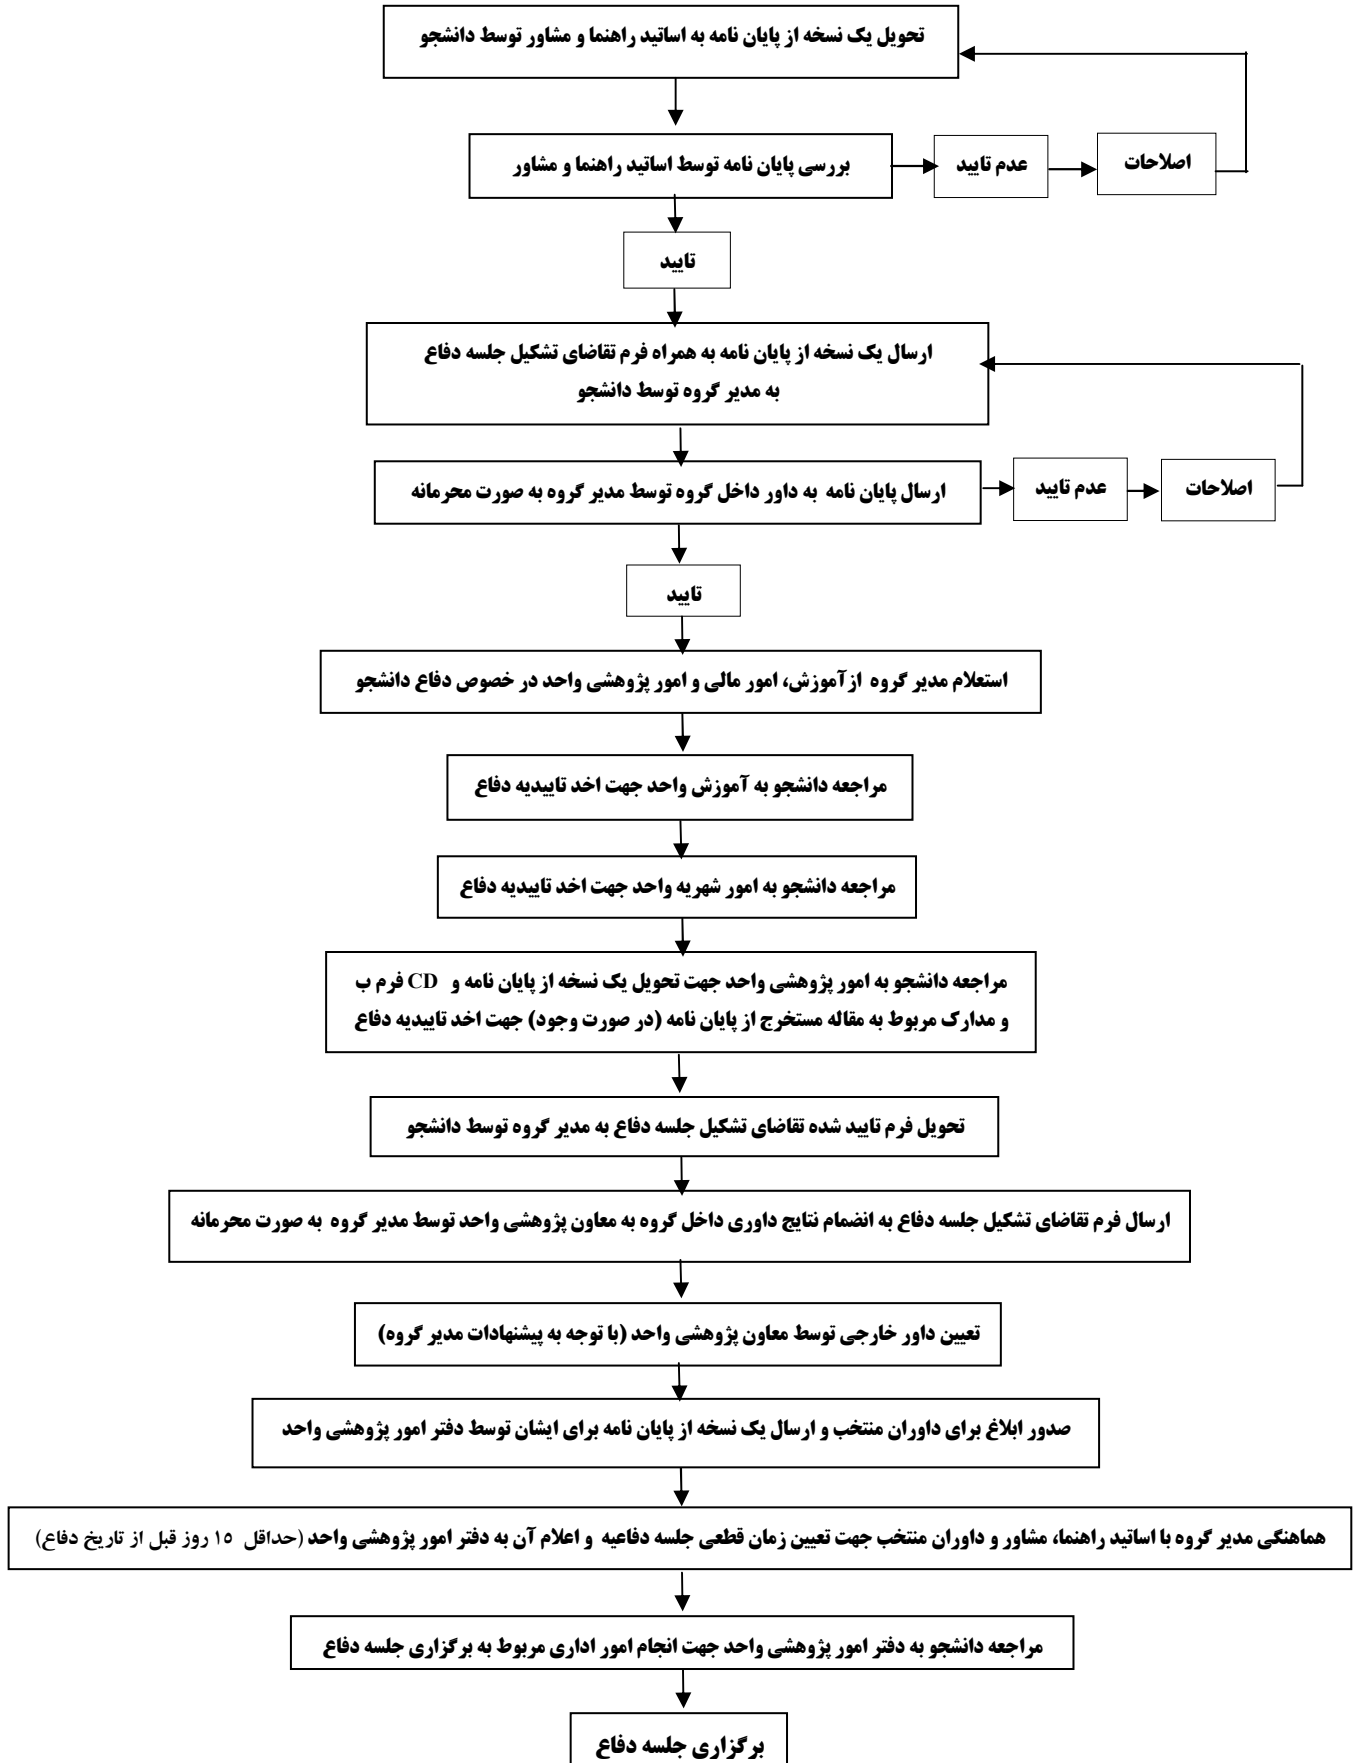 تحویل یک نسخه از پایان نامه به اساتید راهنما و مشاور توسط دانشجو
بررسی پایان نامه توسط اساتید راهنما و مشاور
عدم تایید
اصلاحات
تایید
ارسال یک نسخه از پایان نامه به همراه فرم تقاضای تشکیل جلسه دفاع
به مدیر گروه توسط دانشجو
ارسال پایان نامه به داور داخل گروه توسط مدیر گروه به صورت محرمانه
عدم تایید
اصلاحات
تایید
استعلام مدیر گروه ازآموزش، امور مالی و امور پژوهشی واحد در خصوص دفاع دانشجو
مراجعه دانشجو به آموزش واحد جهت اخد تاییدیه دفاع
مراجعه دانشجو به امور شهریه واحد جهت اخد تاییدیه دفاع
مراجعه دانشجو به امور پژوهشی واحد جهت تحویل یک نسخه از پایان نامه و CD فرم ب
و مدارک مربوط به مقاله مستخرج از پایان نامه (در صورت وجود) جهت اخد تاییدیه دفاع
تحویل فرم تایید شده تقاضای تشکیل جلسه دفاع به مدیر گروه توسط دانشجو
ارسال فرم تقاضای تشکیل جلسه دفاع به انضمام نتایج داوری داخل گروه به معاون پژوهشی واحد توسط مدیر گروه به صورت محرمانه
تعیین داور خارجی توسط معاون پژوهشی واحد (با توجه به پیشنهادات مدیر گروه)
صدور ابلاغ برای داوران منتخب و ارسال یک نسخه از پایان نامه برای ایشان توسط دفتر امور پژوهشی واحد
هماهنگی مدیر گروه با اساتید راهنما، مشاور و داوران منتخب جهت تعیین زمان قطعی جلسه دفاعیه و اعلام آن به دفتر امور پژوهشی واحد (حداقل ۱۵ روز قبل از تاریخ دفاع)
مراجعه دانشجو به دفتر امور پژوهشی واحد جهت انجام امور اداری مربوط به برگزاری جلسه دفاع
برگزاری جلسه دفاع